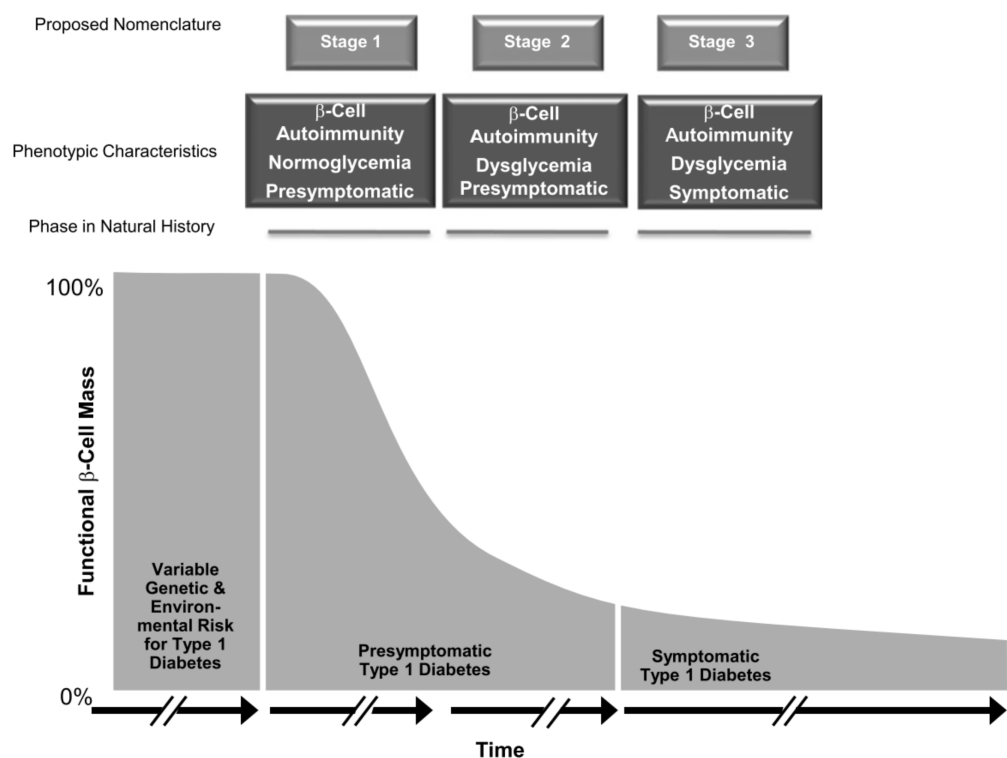 Proposed Nomenclature
Stage 1
Stage 2
Stage 3
Phenotypic Characteristics
β-Cell
Autoimmunity
Normoglycemia
Presymptomatic
β-Cell
Autoimmunity
Dysglycemia
Presymptomatic
β-Cell
Autoimmunity
Dysglycemia
Symptomatic
Phase in Natural History
100%
Functional β-Cell Mass
Variable
Genetic &
Environ-
mental Risk
for Type 1
Diabetes
Presymptomatic
Type 1 Diabetes
Symptomatic
Type 1 Diabetes
0%
Time